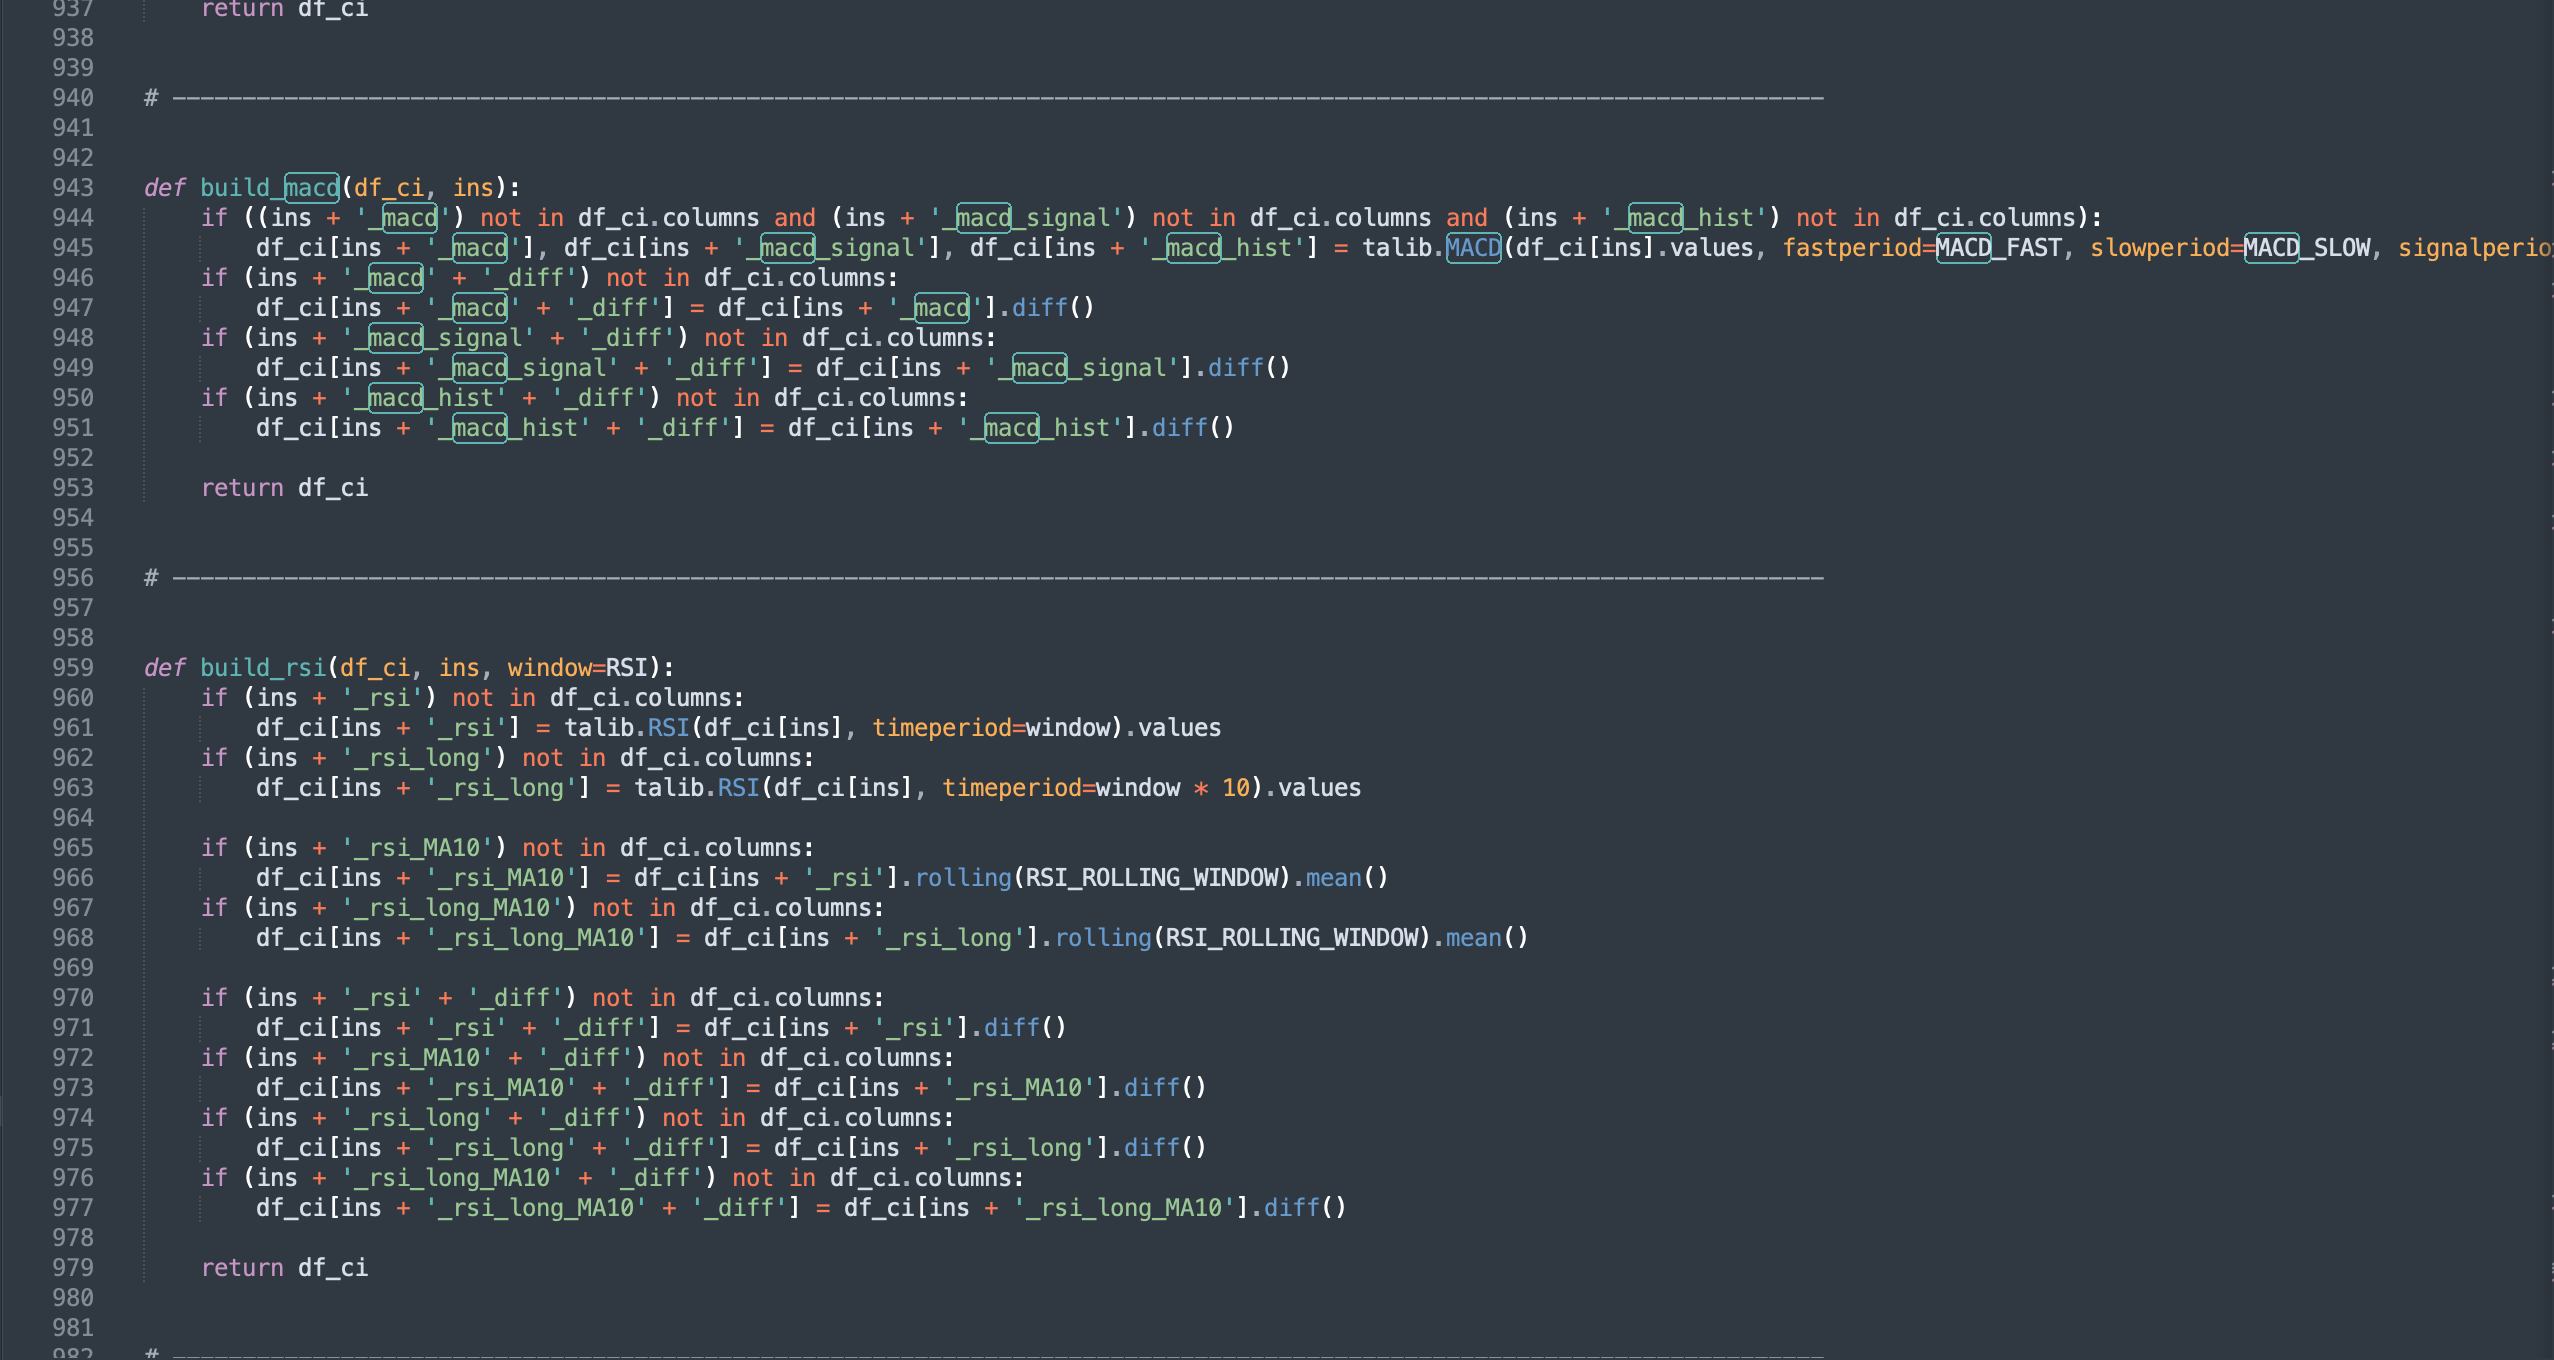 937 return df_ci
938
939
940 # ——————————————————————————————————————————————————————————————————————
941
942
943 def build_macd(df_ci, ins):
944 if ((ins + '_macd') not in df_ci.columns and (ins + '_macd_signal') not in df_ci.columns and (ins + '_macd_hist') not in df_ci.columns):
945 df_ci[ins + '_macd'], df_ci[ins + '_macd_signal'], df_ci[ins + '_macd_hist'] = talib.MACD(df_ci[ins].values, fastperiod=MACD_FAST, slowperiod=MACD_SLOW, signalperio
946 if (ins + '_macd' + '_diff') not in df_ci.columns:
947 df_ci[ins + '_macd' + '_diff'] = df_ci[ins + '_macd'].diff()
948 if (ins + '_macd_signal' + '_diff') not in df_ci.columns:
949 df_ci[ins + '_macd_signal' + '_diff'] = df_ci[ins + '_macd_signal'].diff()
950 if (ins + '_macd_hist' + '_diff') not in df_ci.columns:
951 df_ci[ins + '_macd_hist' + '_diff'] = df_ci[ins + '_macd_hist'].diff()
952
953 return df_ci
954
955
956 # ——————————————————————————————————————————————————————————————————————
957
958
959 def build_rsi(df_ci, ins, window=RSI):
960 if (ins + '_rsi') not in df_ci.columns:
961 df_ci[ins + '_rsi'] = talib.RSI(df_ci[ins], timeperiod=window).values
962 if (ins + '_rsi_long') not in df_ci.columns:
963 df_ci[ins + '_rsi_long'] = talib.RSI(df_ci[ins], timeperiod=window * 10).values
964
965 if (ins + '_rsi_MA10') not in df_ci.columns:
966 df_ci[ins + '_rsi_MA10'] = df_ci[ins + '_rsi'].rolling(RSI_ROLLING_WINDOW).mean()
967 if (ins + '_rsi_long_MA10') not in df_ci.columns:
968 df_ci[ins + '_rsi_long_MA10'] = df_ci[ins + '_rsi_long'].rolling(RSI_ROLLING_WINDOW).mean()
969
970 if (ins + '_rsi' + '_diff') not in df_ci.columns:
971 df_ci[ins + '_rsi' + '_diff'] = df_ci[ins + '_rsi'].diff()
972 if (ins + '_rsi_MA10' + '_diff') not in df_ci.columns:
973 df_ci[ins + '_rsi_MA10' + '_diff'] = df_ci[ins + '_rsi_MA10'].diff()
974 if (ins + '_rsi_long' + '_diff') not in df_ci.columns:
975 df_ci[ins + '_rsi_long' + '_diff'] = df_ci[ins + '_rsi_long'].diff()
976 if (ins + '_rsi_long_MA10' + '_diff') not in df_ci.columns:
977 df_ci[ins + '_rsi_long_MA10' + '_diff'] = df_ci[ins + '_rsi_long_MA10'].diff()
978
979 return df_ci
980
981
982 # ——————————————————————————————————————————————————————————————————————